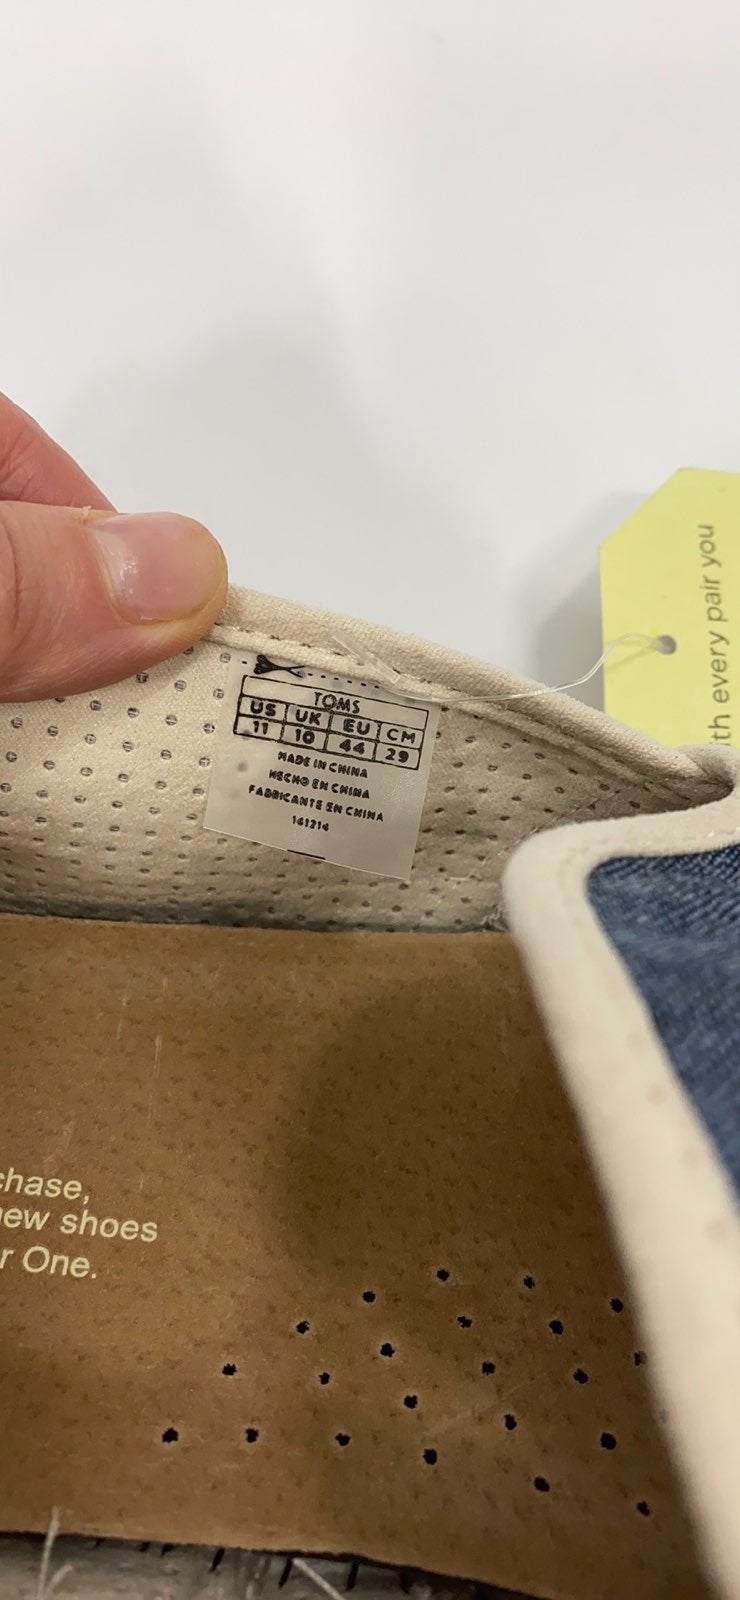 TOMS
US UK EU CM
11 10 44 29
MADE IN CHINA
HECHO EN CHINA
FABRICANTE EN CHINA
141214
th every pair you
chase,
new shoes
r One.